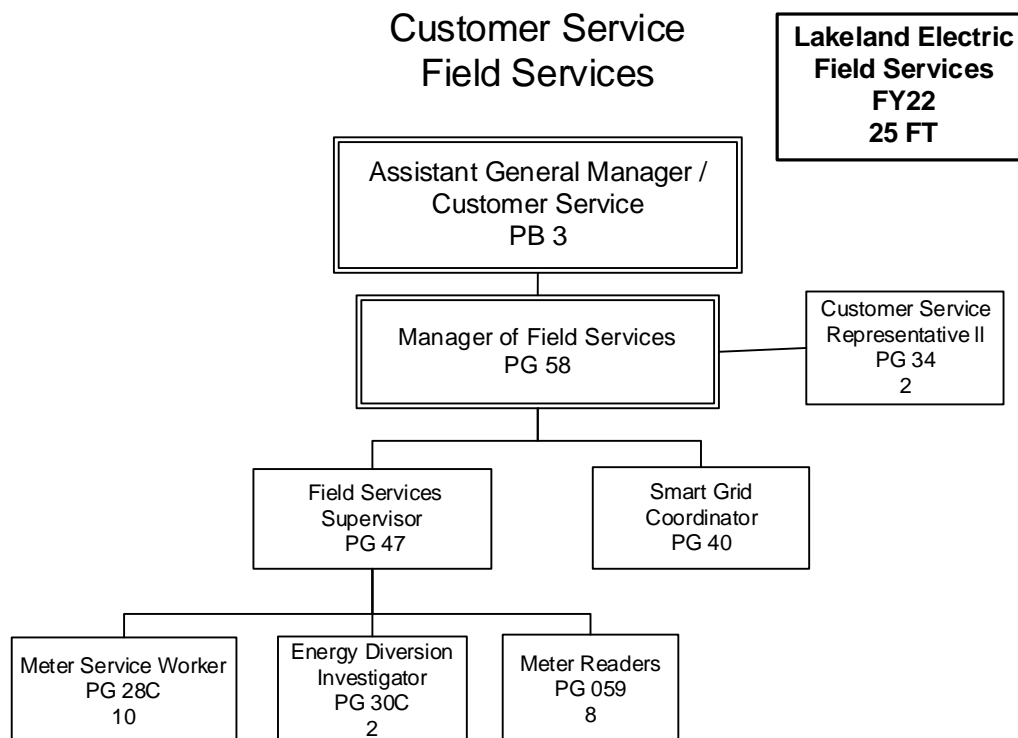 Customer Service
Field Services
Lakeland Electric
Field Services
FY22
25 FT
Assistant General Manager /
Customer Service
PB 3
Manager of Field Services
PG 58
Customer Service
Representative II
PG 34
2
Field Services
Supervisor
PG 47
Smart Grid
Coordinator
PG 40
Meter Service Worker
PG 28C
10
Energy Diversion
Investigator
PG 30C
2
Meter Readers
PG 059
8